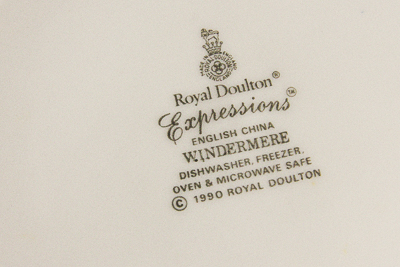 Royal Doulton®
Expressions™
ENGLISH CHINA
WINDERMERE
DISHWASHER, FREEZER,
OVEN & MICROWAVE SAFE
© 1990 ROYAL DOULTON